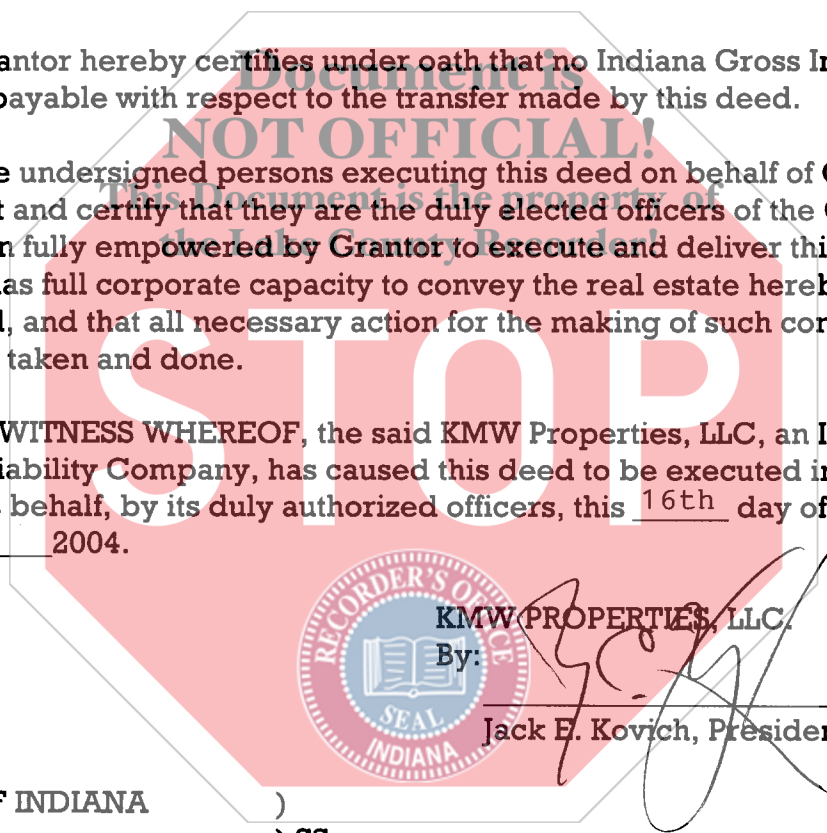 antor hereby certifies under oath that no Indiana Gross In
payable with respect to the transfer made by this deed.
Document is
NOT OFFICIAL!
This Document is the property of
the Lake County Recorder!
e undersigned persons executing this deed on behalf of
t and certify that they are the duly elected officers of the
n fully empowered by Grantor to execute and deliver thi
as full corporate capacity to convey the real estate hereb
l, and that all necessary action for the making of such con
taken and done.
STOP
WITNESS WHEREOF, the said KMW Properties, LLC, an I
iability Company, has caused this deed to be executed in
behalf, by its duly authorized officers, this 16th day of
2004.
RECORDER'S OFFICE
SEAL
INDIANA
KMW PROPERTIES, LLC.
By:
Jack E. Kovich, Presiden
F INDIANA )
) SS